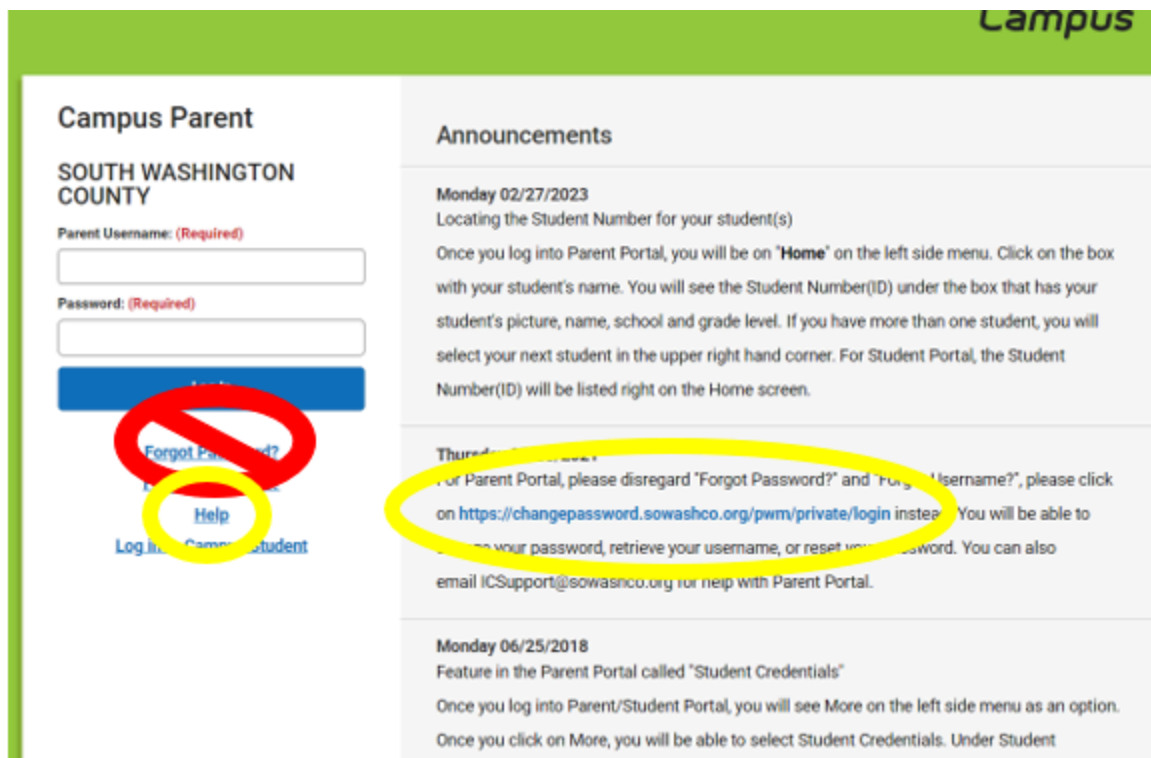 Campus
Campus Parent
SOUTH WASHINGTON
COUNTY
Parent Username: (Required)
Password: (Required)
Forgot
Help
Log Student
Announcements
Monday 02/27/2023
Locating the Student Number for your student(s)
Once you log into Parent Portal, you will be on "Home" on the left side menu. Click on the box
with your student's name. You will see the Student Number(ID) under the box that has your
student's picture, name, school and grade level. If you have more than one student, you will
select your next student in the upper right hand corner. For Student Portal, the Student
Number(ID) will be listed right on the Home screen.
For Parent Portal, please disregard "Forgot Password?" and "Forgot Username?", please click
on https://changepassword.sowashco.org/pwm/private/login instead. You will be able to
your password, retrieve your username, or reset your password. You can also
email ICSupport@sowashco.org for help with Parent Portal.
Monday 06/25/2018
Feature in the Parent Portal called "Student Credentials"
Once you log into Parent/Student Portal, you will see More on the left side menu as an option.
Once you click on More, you will be able to select Student Credentials. Under Student